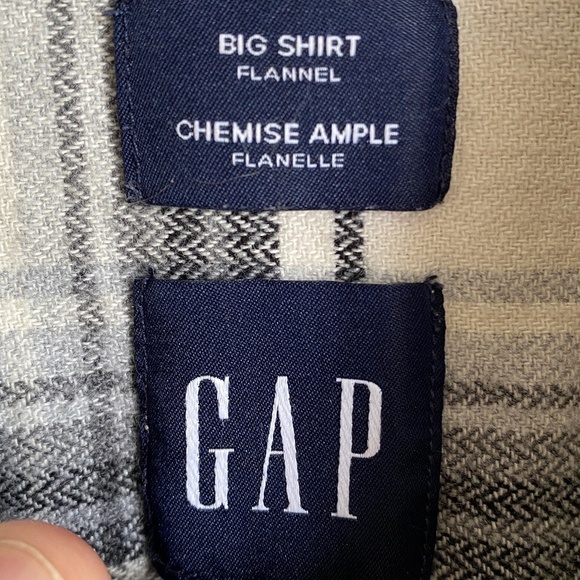 BIG SHIRT
FLANNEL
CHEMISE AMPLE
FLANELLE
GAP